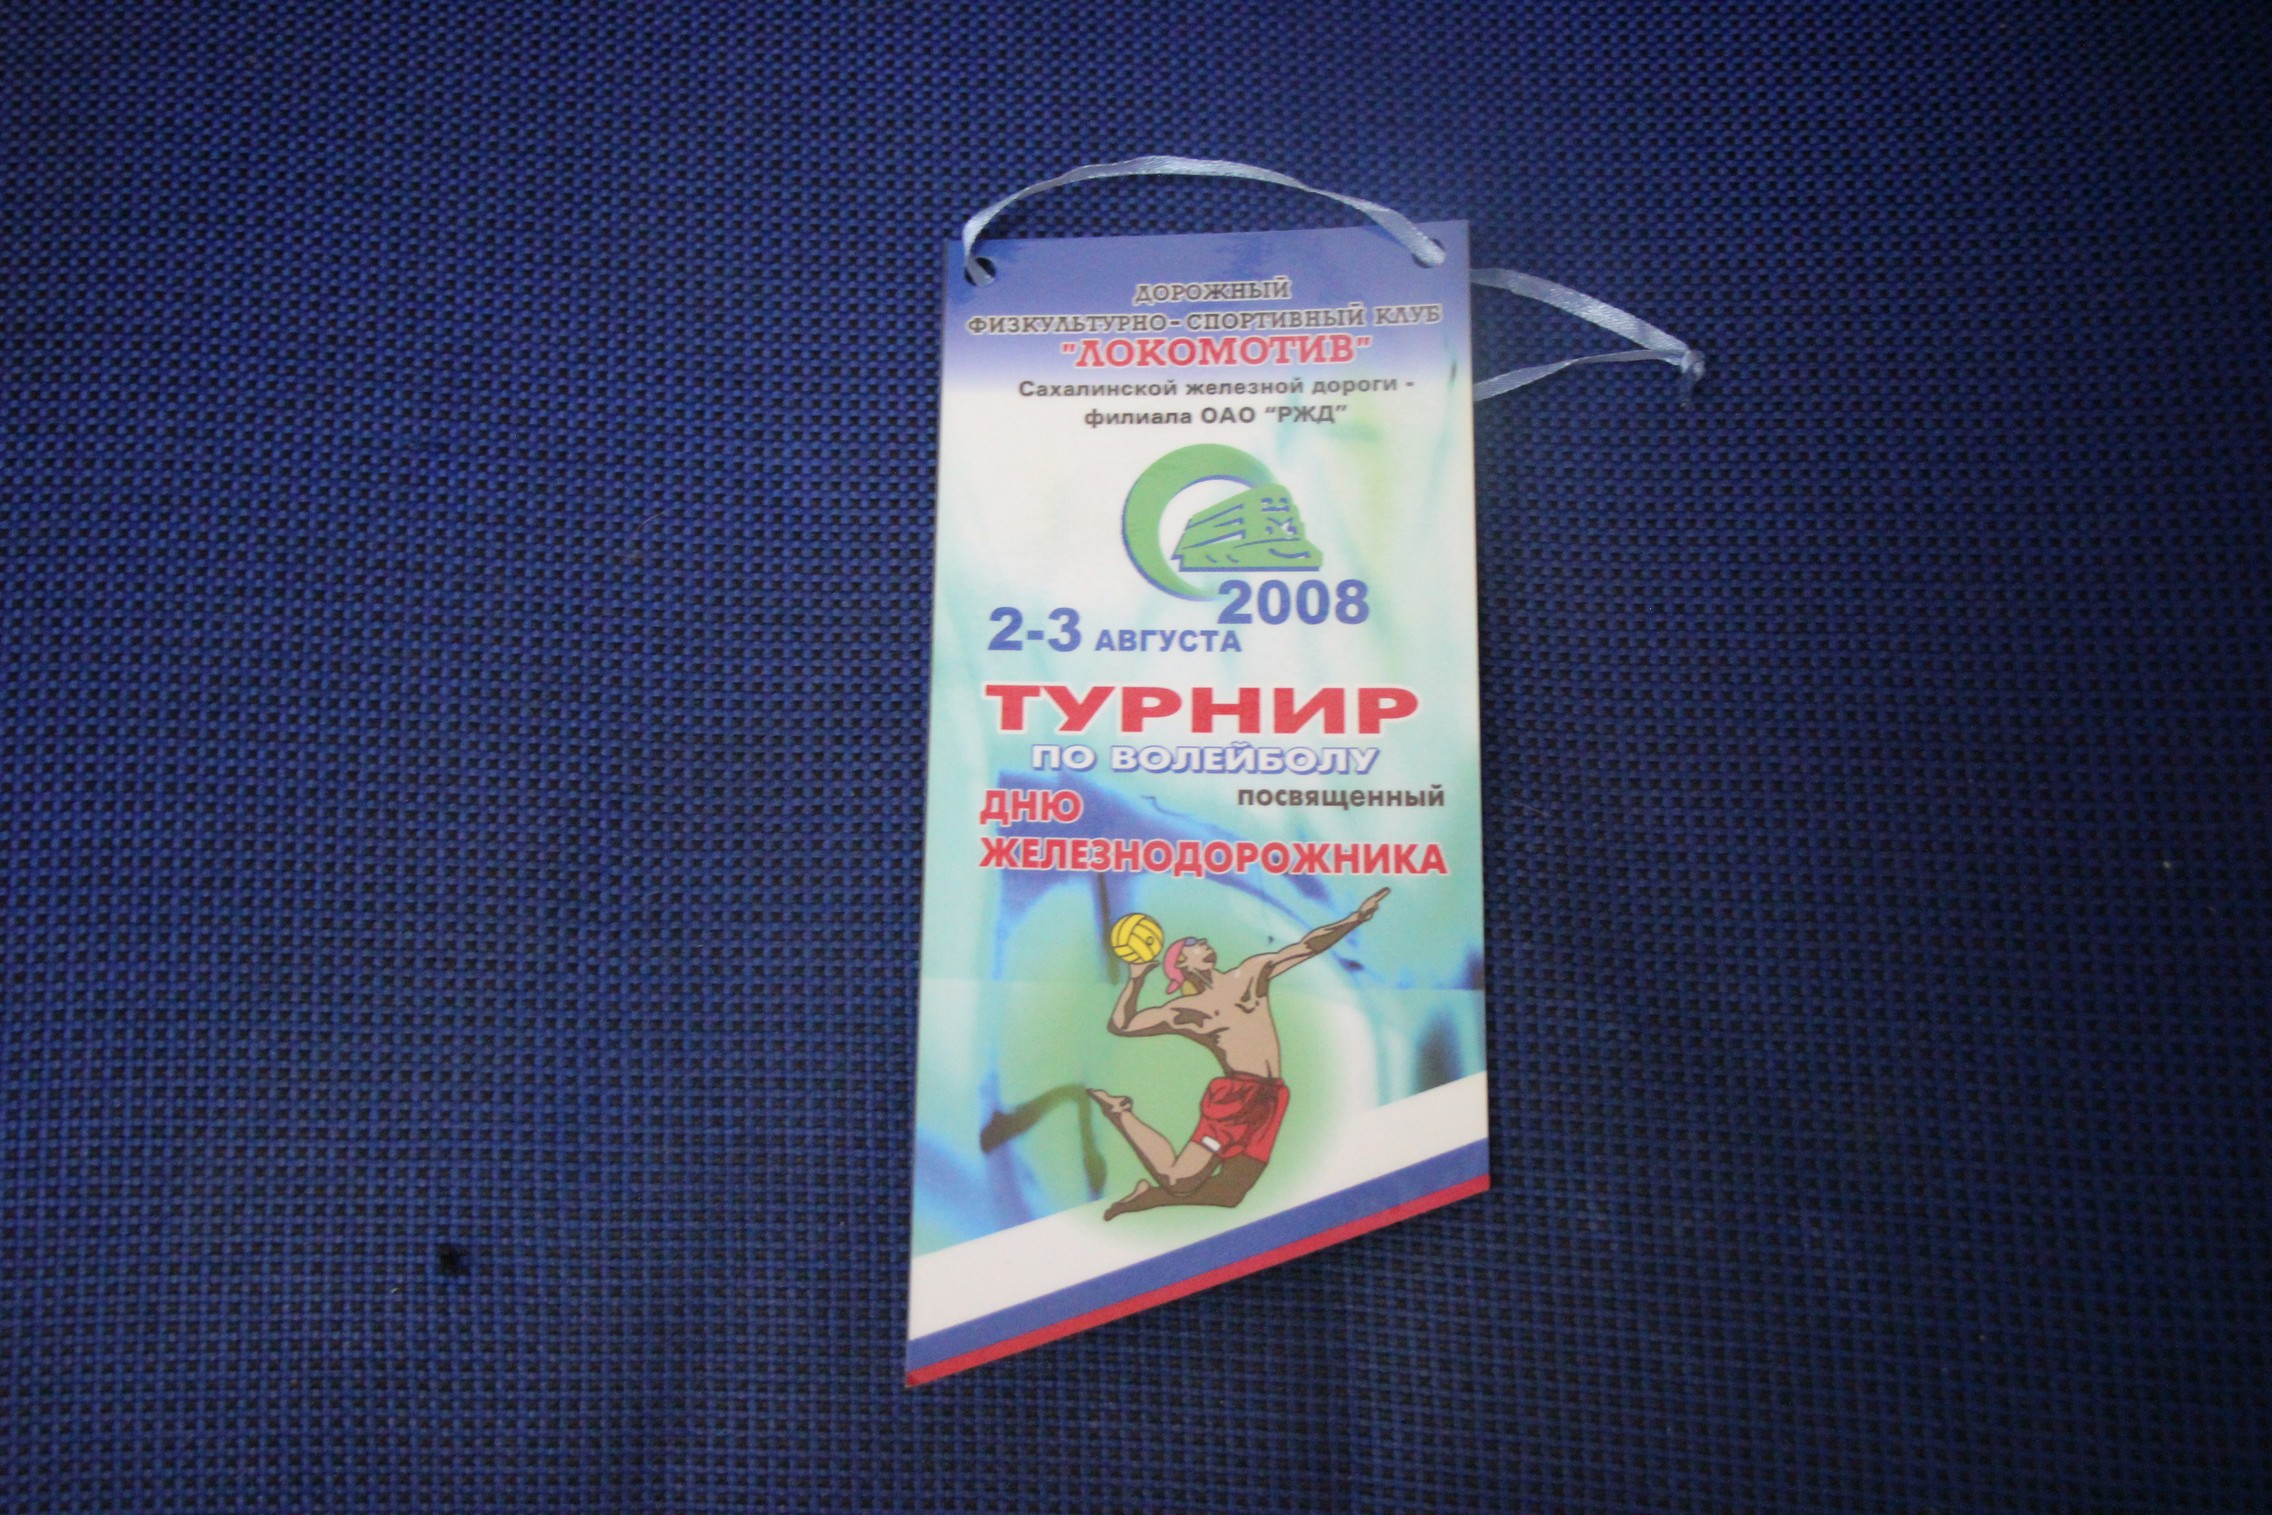 ДОРОЖНЫЙ
ФИЗКУЛЬТУРНО-СПОРТИВНЫЙ КЛУБ
"ЛОКОМОТИВ"
Сахалинской железной дороги -
филиала ОАО "РЖД"
2008
2-3 АВГУСТА
ТУРНИР
ПО ВОЛЕЙБОЛУ
посвященный
ДНЮ
ЖЕЛЕЗНОДОРОЖНИКА